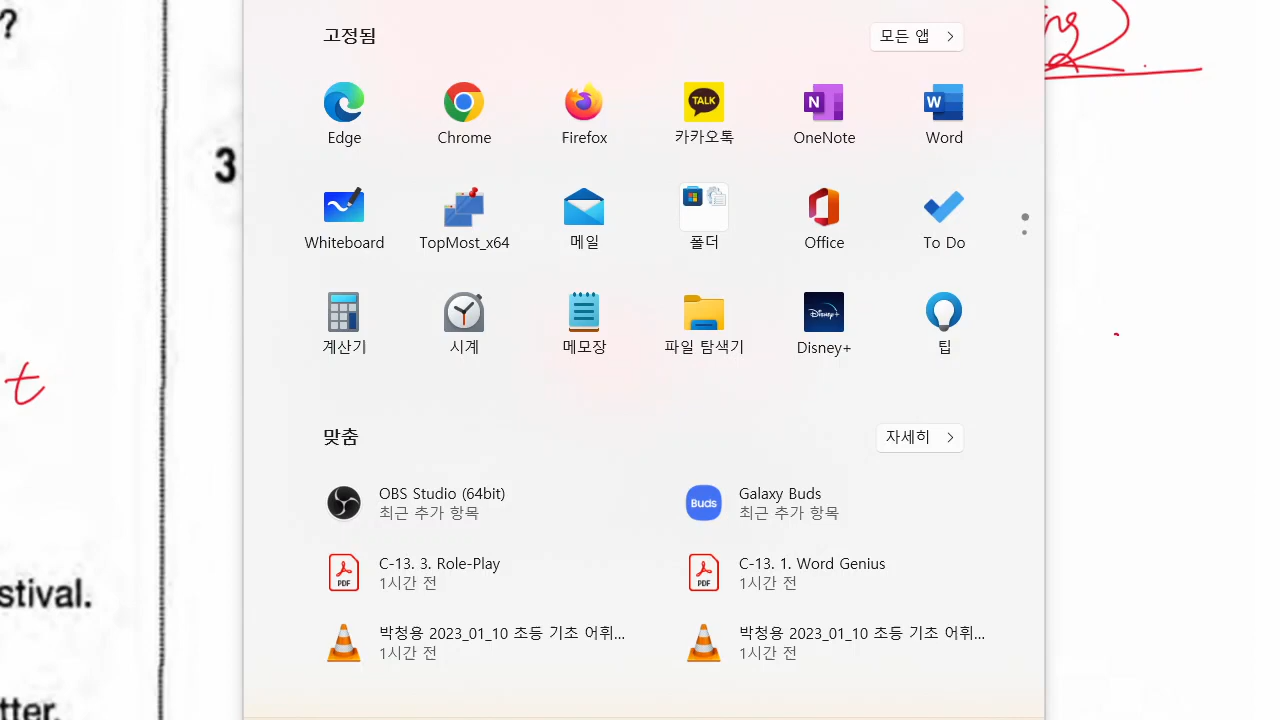 ?
고정됨
모든 앱
Edge
Chrome
Firefox
TALK
카카오톡
N
OneNote
W
Word
3
Whiteboard
TopMost_x64
메일
폴더
Office
To Do
계산기
시계
메모장
파일 탐색기
Disney+
Disney+
팁
t
맞춤
자세히
OBS Studio (64bit)
최근 추가 항목
Buds
Galaxy Buds
최근 추가 항목
PDF
C-13. 3. Role-Play
1시간 전
PDF
C-13. 1. Word Genius
1시간 전
stival.
박청용 2023_01_10 초등 기초 어휘...
1시간 전
박청용 2023_01_10 초등 기초 어휘...
1시간 전
tter.